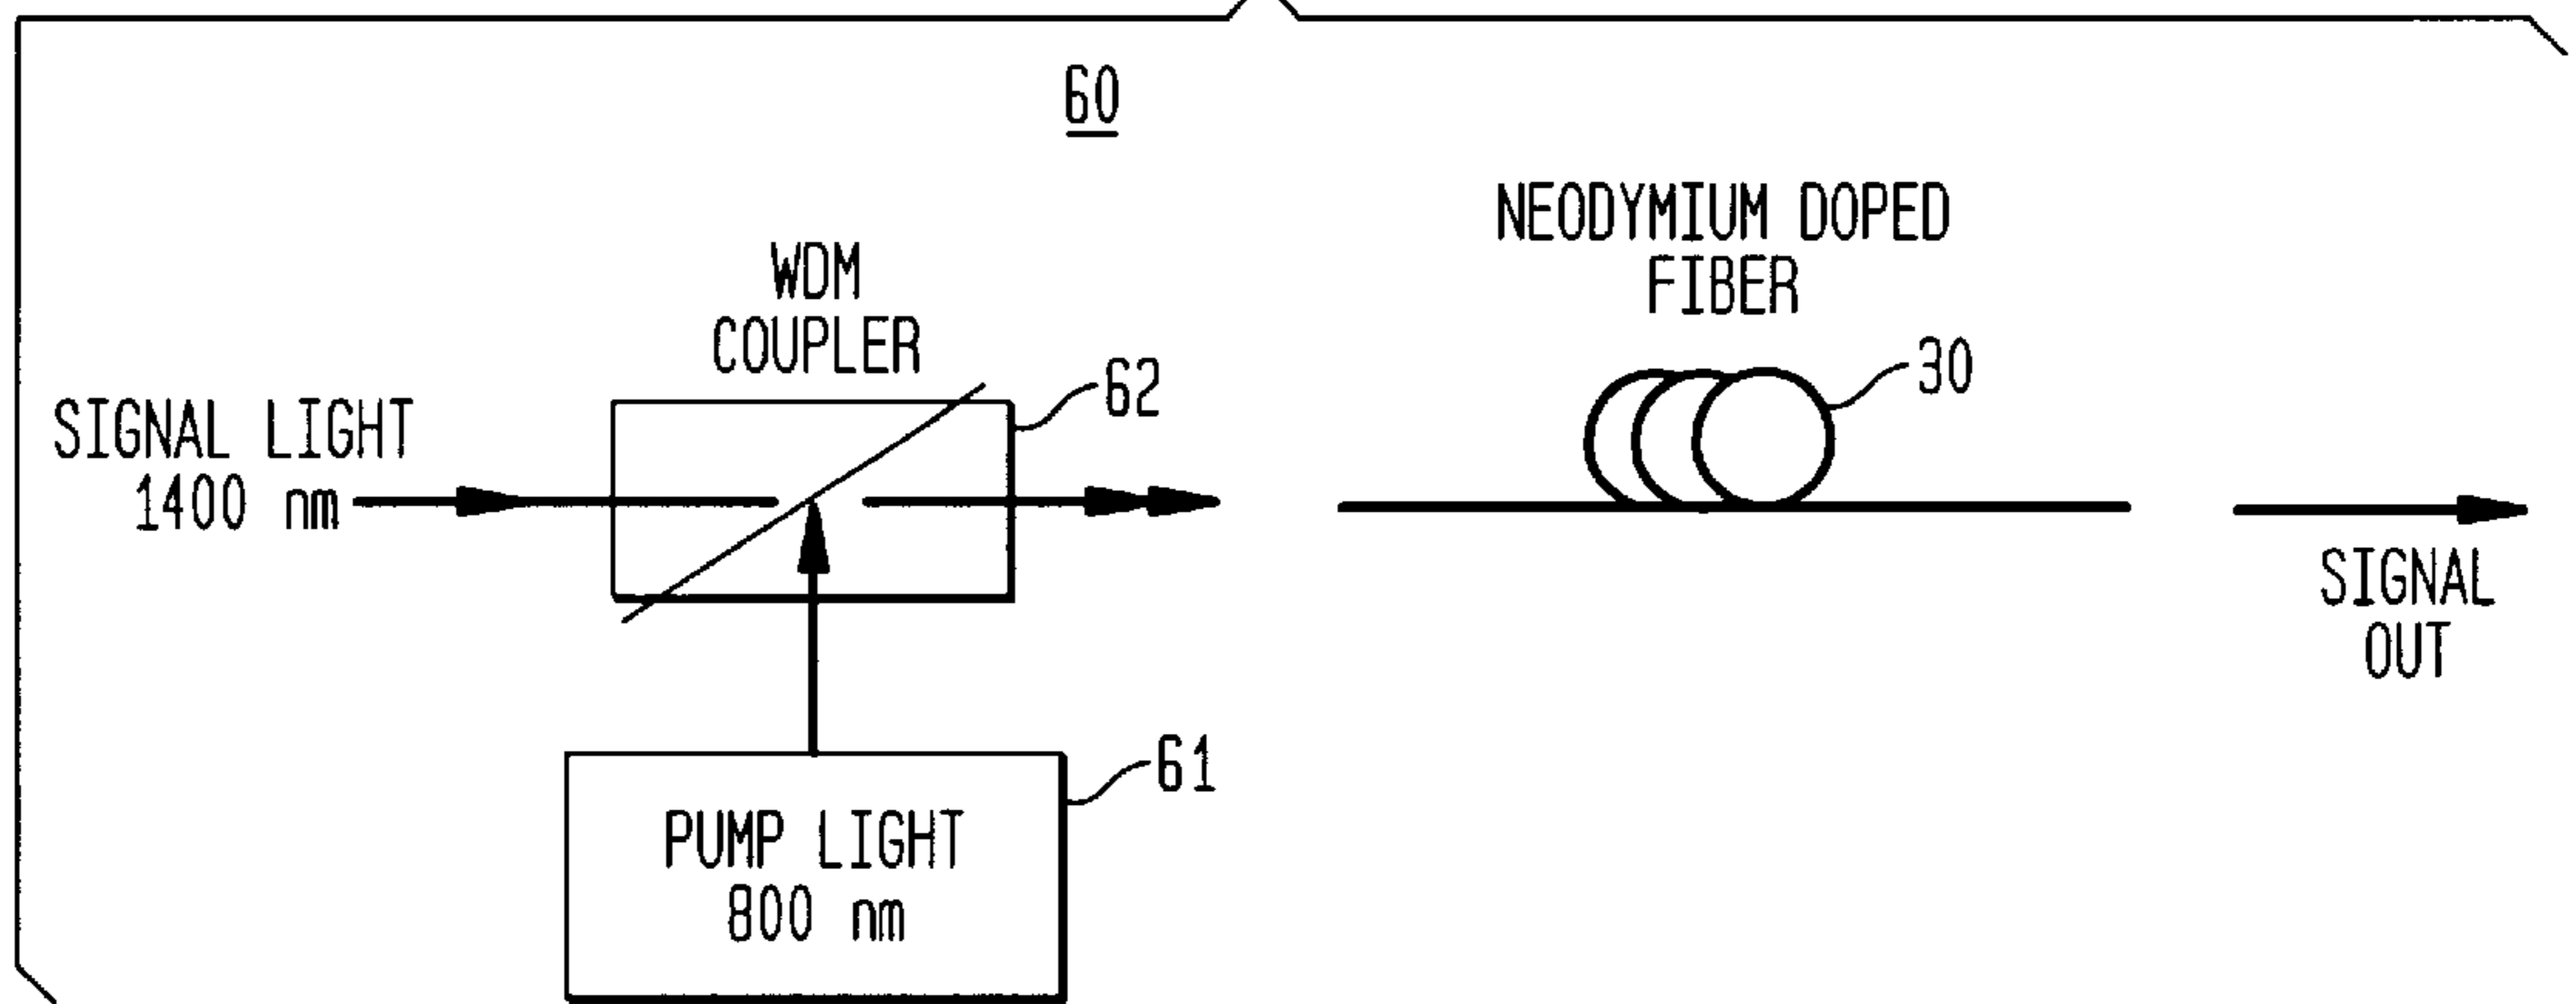 60
NEODYMIUM DOPED
FIBER
WDM
COUPLER
62
30
SIGNAL LIGHT
1400 nm
SIGNAL
OUT
61
PUMP LIGHT
800 nm